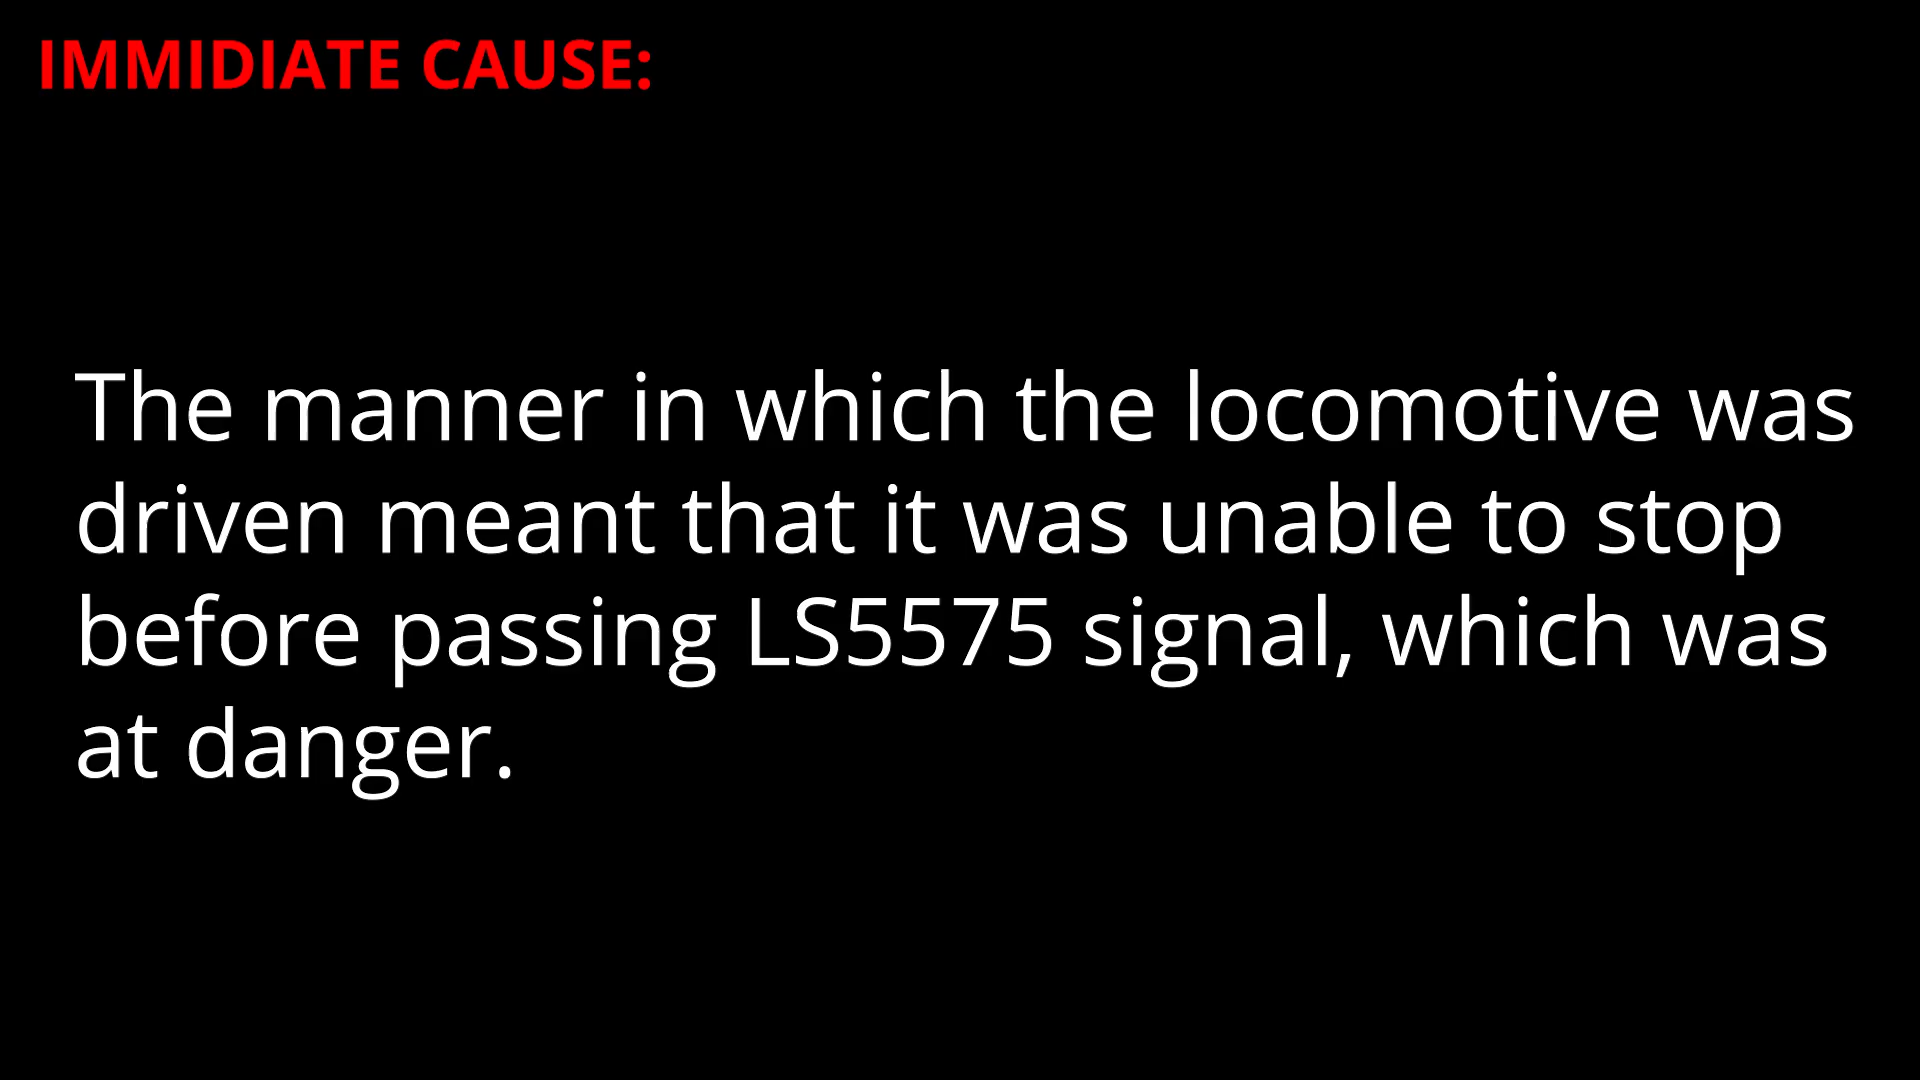 IMMIDIATE CAUSE:
The manner in which the locomotive was
driven meant that it was unable to stop
before passing LS5575 signal, which was
at danger.